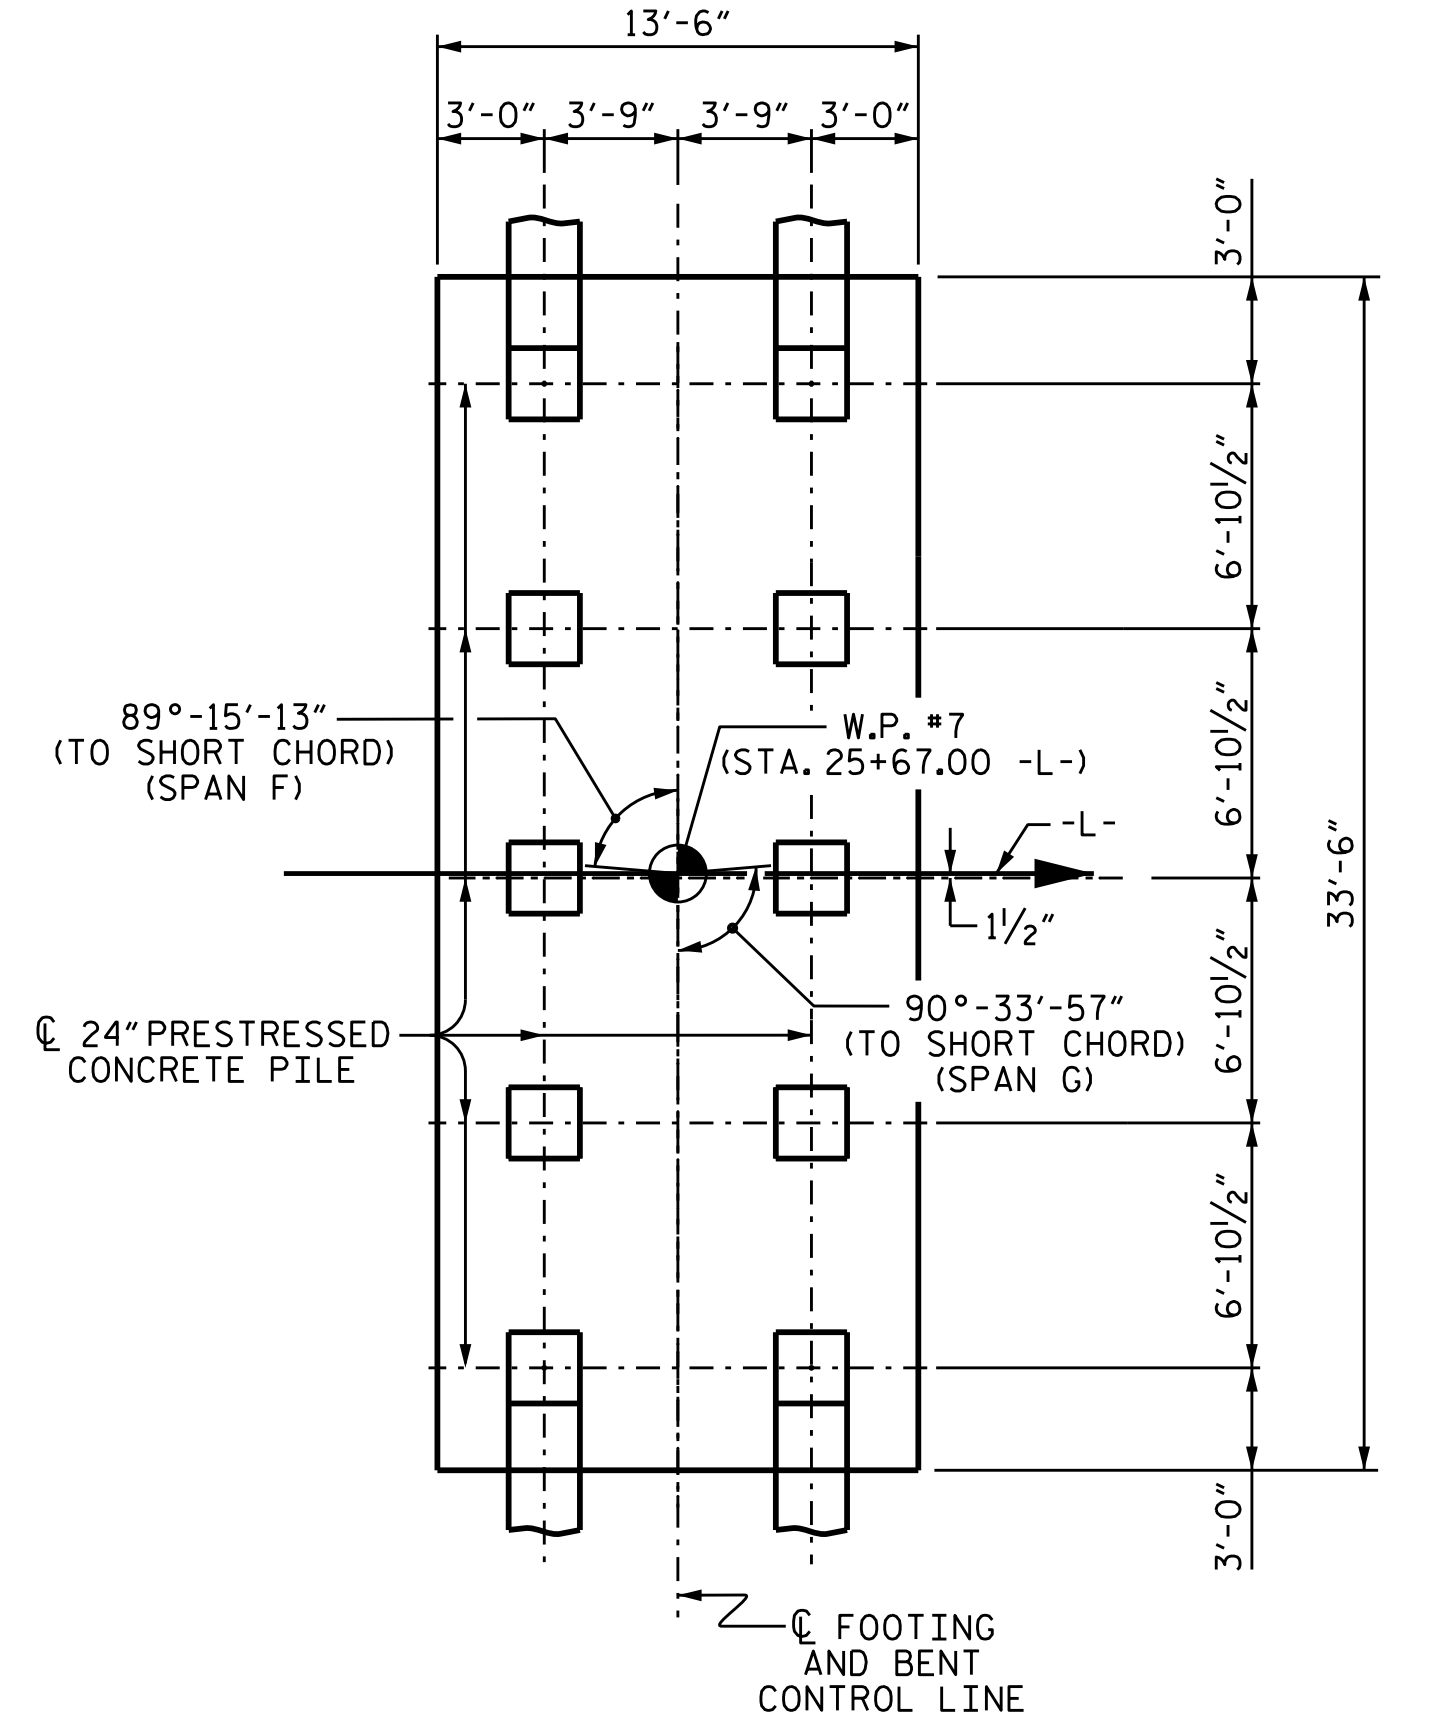 13'-6"
3'-0" 3'-9" 3'-9" 3'-0"
3'-0"
6'-10½"
89°-15'-13"
(TO SHORT CHORD)
(SPAN F)
W.P. #7
(STA. 25+67.00 -L-)
6'-10½"
-L-
33'-6"
1½"
90°-33'-57"
(TO SHORT CHORD)
(SPAN G)
6'-10½"
℄ 24" PRESTRESSED
CONCRETE PILE
6'-10½"
3'-0"
℄ FOOTING
AND BENT
CONTROL LINE